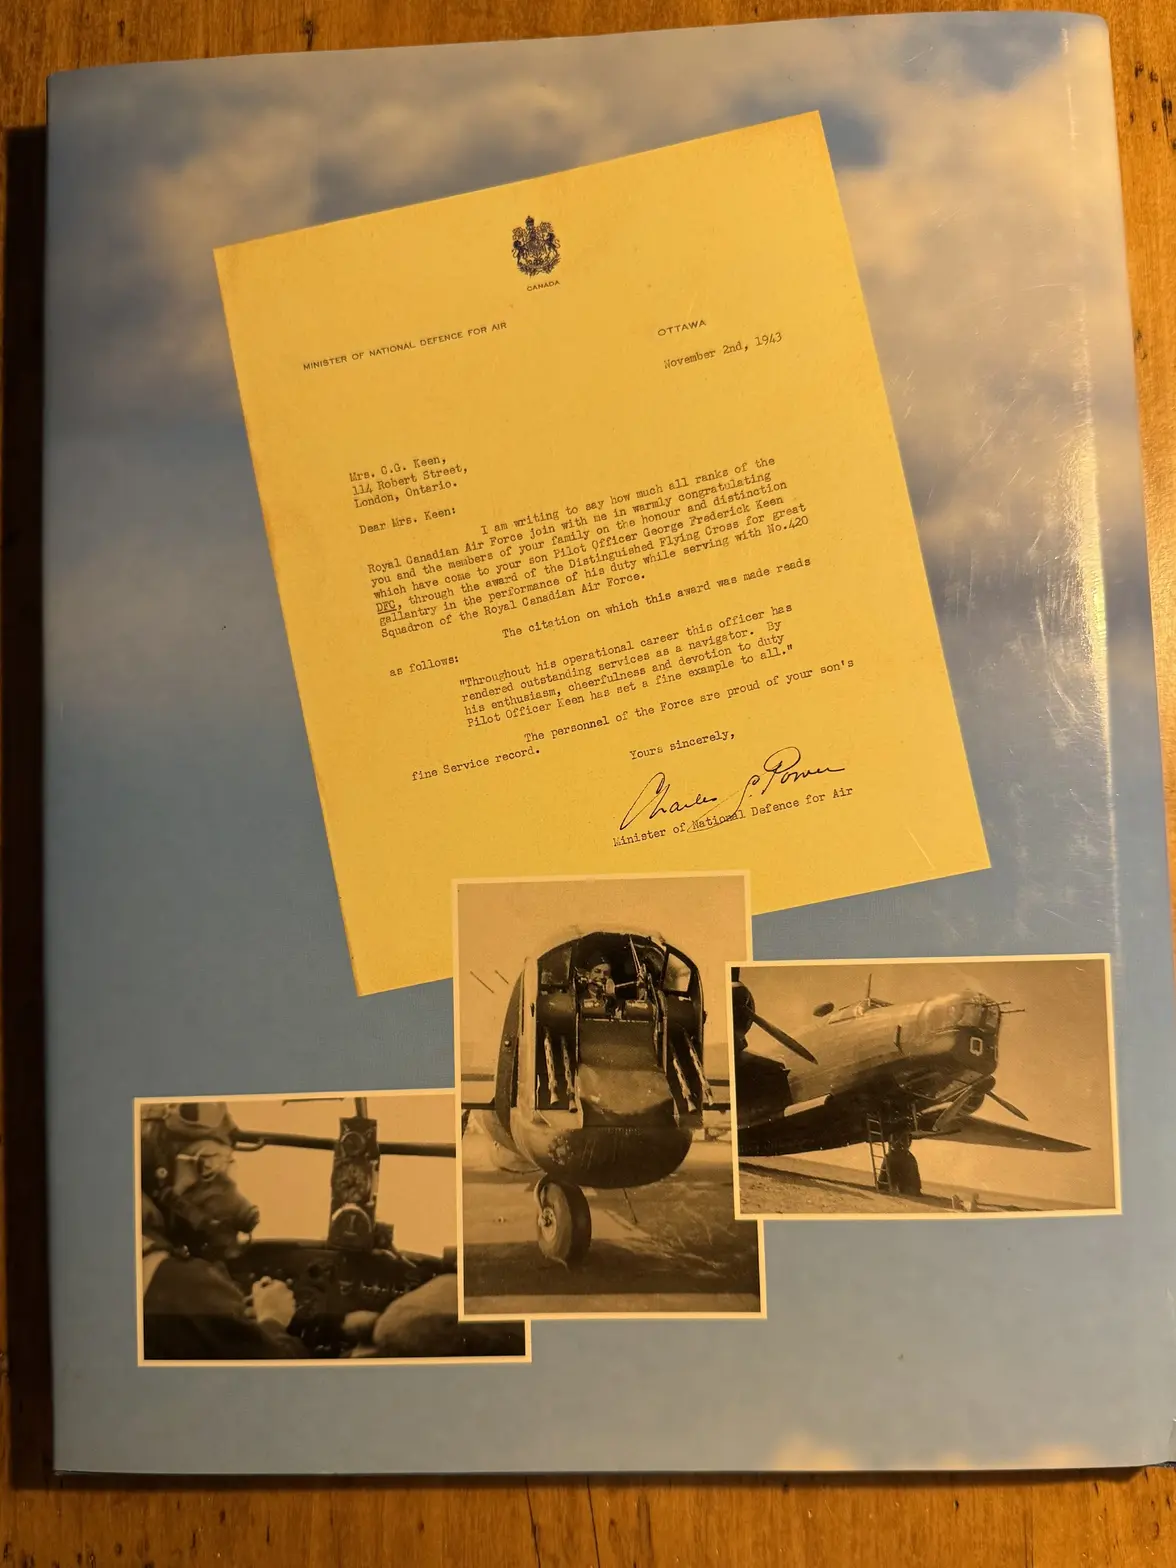 CANADA
MINISTER OF NATIONAL DEFENCE FOR AIR
OTTAWA
November 2nd, 1943
Mrs. C.G. Keen,
114 Robert Street,
London, Ontario.
Dear Mrs. Keen:
I am writing to say how much all ranks of the
Royal Canadian Air Force join with me in warmly congratulating
you and the members of your family on the honour and distinction
which have come to your son Pilot Officer George Frederick Keen
DFC, through the award of the Distinguished Flying Cross for great
gallantry in the performance of his duty while serving with No.420
Squadron of the Royal Canadian Air Force.
The citation on which this award was made reads
as follows:
"Throughout his operational career this officer has
rendered outstanding services as a navigator. By
his enthusiasm, cheerfulness and devotion to duty
Pilot Officer Keen has set a fine example to all."
The personnel of the Force are proud of your son's
fine Service record.
Yours sincerely,
Charles G Power
Minister of National Defence for Air
Q